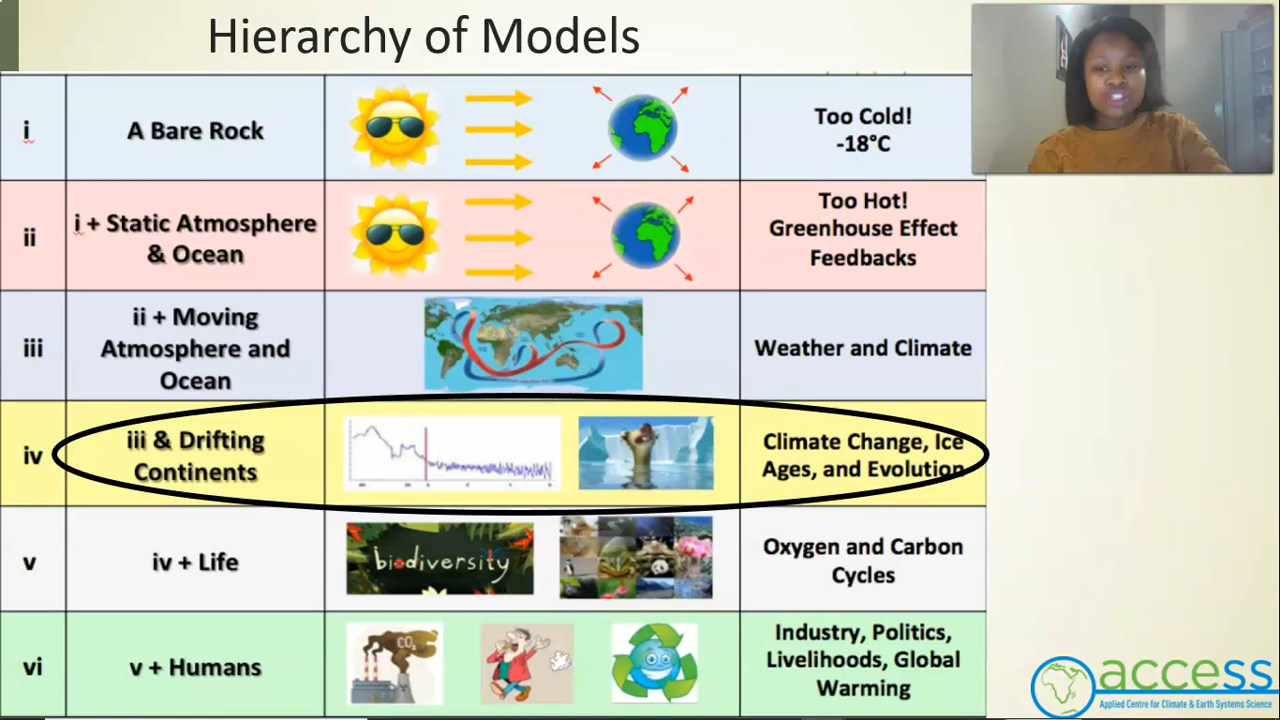 Hierarchy of Models
i
A Bare Rock
Too Cold!
-18°C
ii
i + Static Atmosphere
& Ocean
Too Hot!
Greenhouse Effect
Feedbacks
iii
ii + Moving
Atmosphere and
Ocean
Weather and Climate
iv
iii & Drifting
Continents
Climate Change, Ice
Ages, and Evolution
v
iv + Life
biodiversity
Oxygen and Carbon
Cycles
vi
v + Humans
CO2
Industry, Politics,
Livelihoods, Global
Warming
access
Applied Centre for Climate & Earth Systems Science